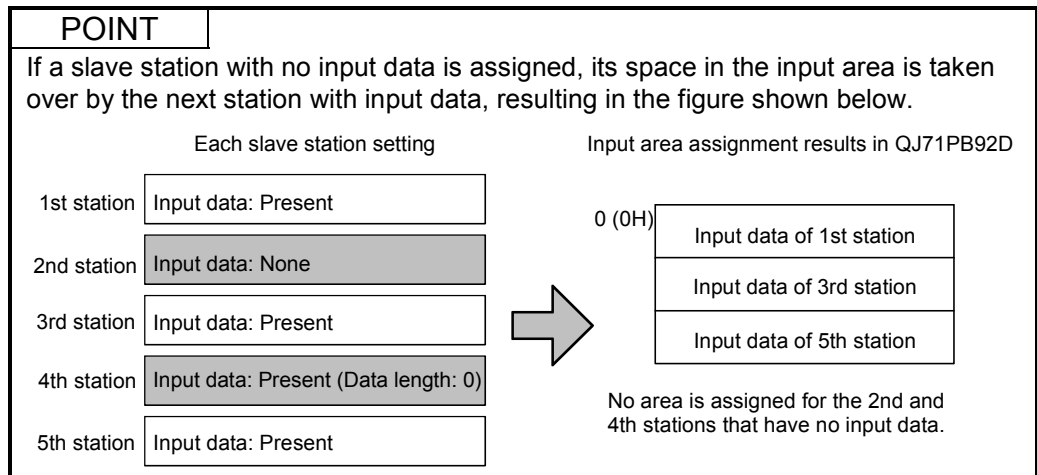 POINT
If a slave station with no input data is assigned, its space in the input area is taken
over by the next station with input data, resulting in the figure shown below.
Each slave station setting
1st station Input data: Present
2nd station Input data: None
3rd station Input data: Present
4th station Input data: Present (Data length: 0)
5th station Input data: Present
Input area assignment results in QJ71PB92D
0 (0H)
Input data of 1st station
Input data of 3rd station
Input data of 5th station
No area is assigned for the 2nd and
4th stations that have no input data.